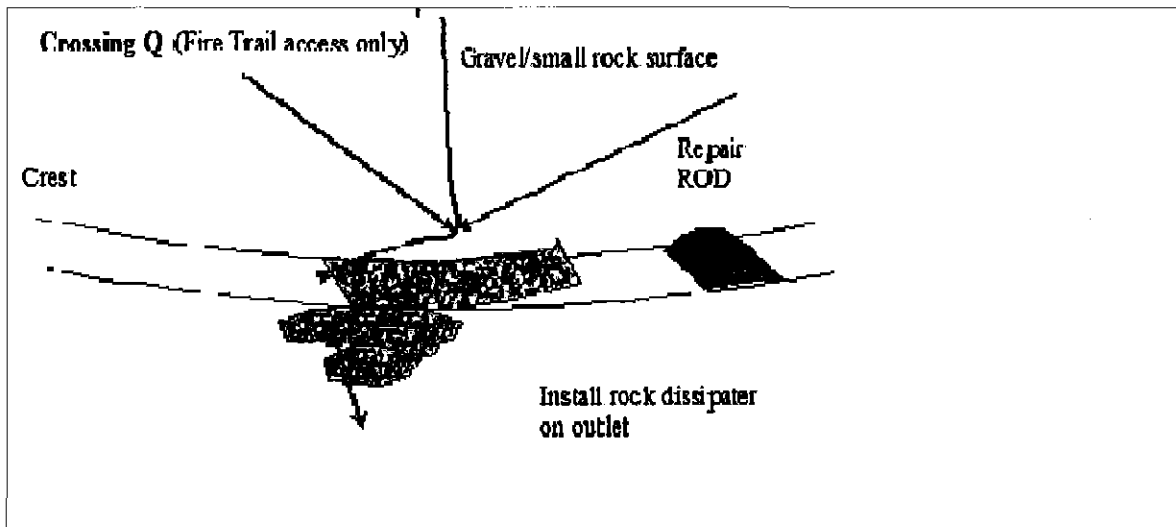 Crossing Q (Fire Trail access only)
Gravel/small rock surface
Repair
ROD
Crest
Install rock dissipater
on outlet